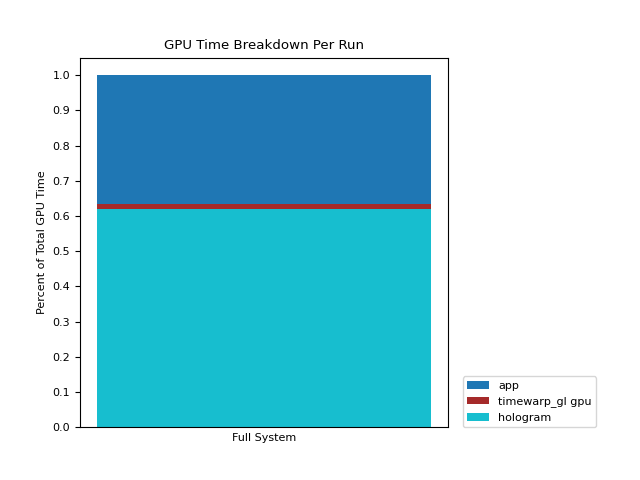 GPU Time Breakdown Per Run
Percent of Total GPU Time
1.0
0.9
0.8
0.7
0.6
0.5
0.4
0.3
0.2
0.1
0.0
Full System
app
timewarp_gl gpu
hologram